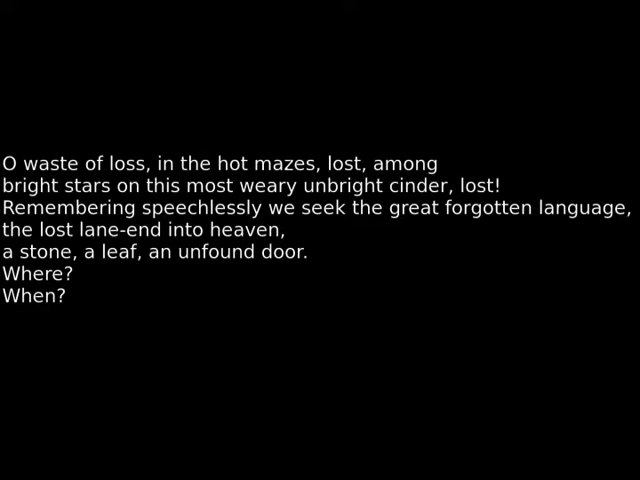 O waste of loss, in the hot mazes, lost, among
bright stars on this most weary unbright cinder, lost!
Remembering speechlessly we seek the great forgotten language,
the lost lane-end into heaven,
a stone, a leaf, an unfound door.
Where?
When?